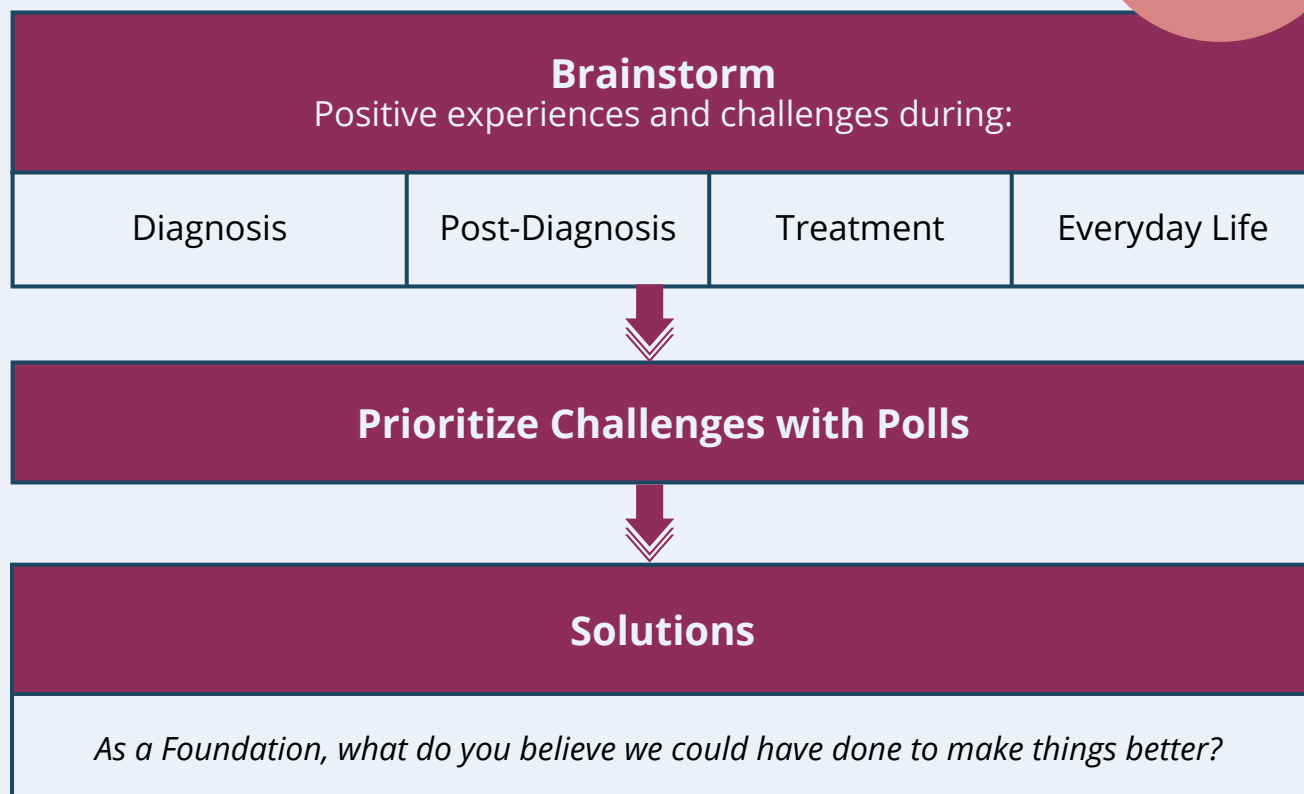 Brainstorm
Positive experiences and challenges during:
Diagnosis
Post-Diagnosis
Treatment
Everyday Life
Prioritize Challenges with Polls
Solutions
As a Foundation, what do you believe we could have done to make things better?